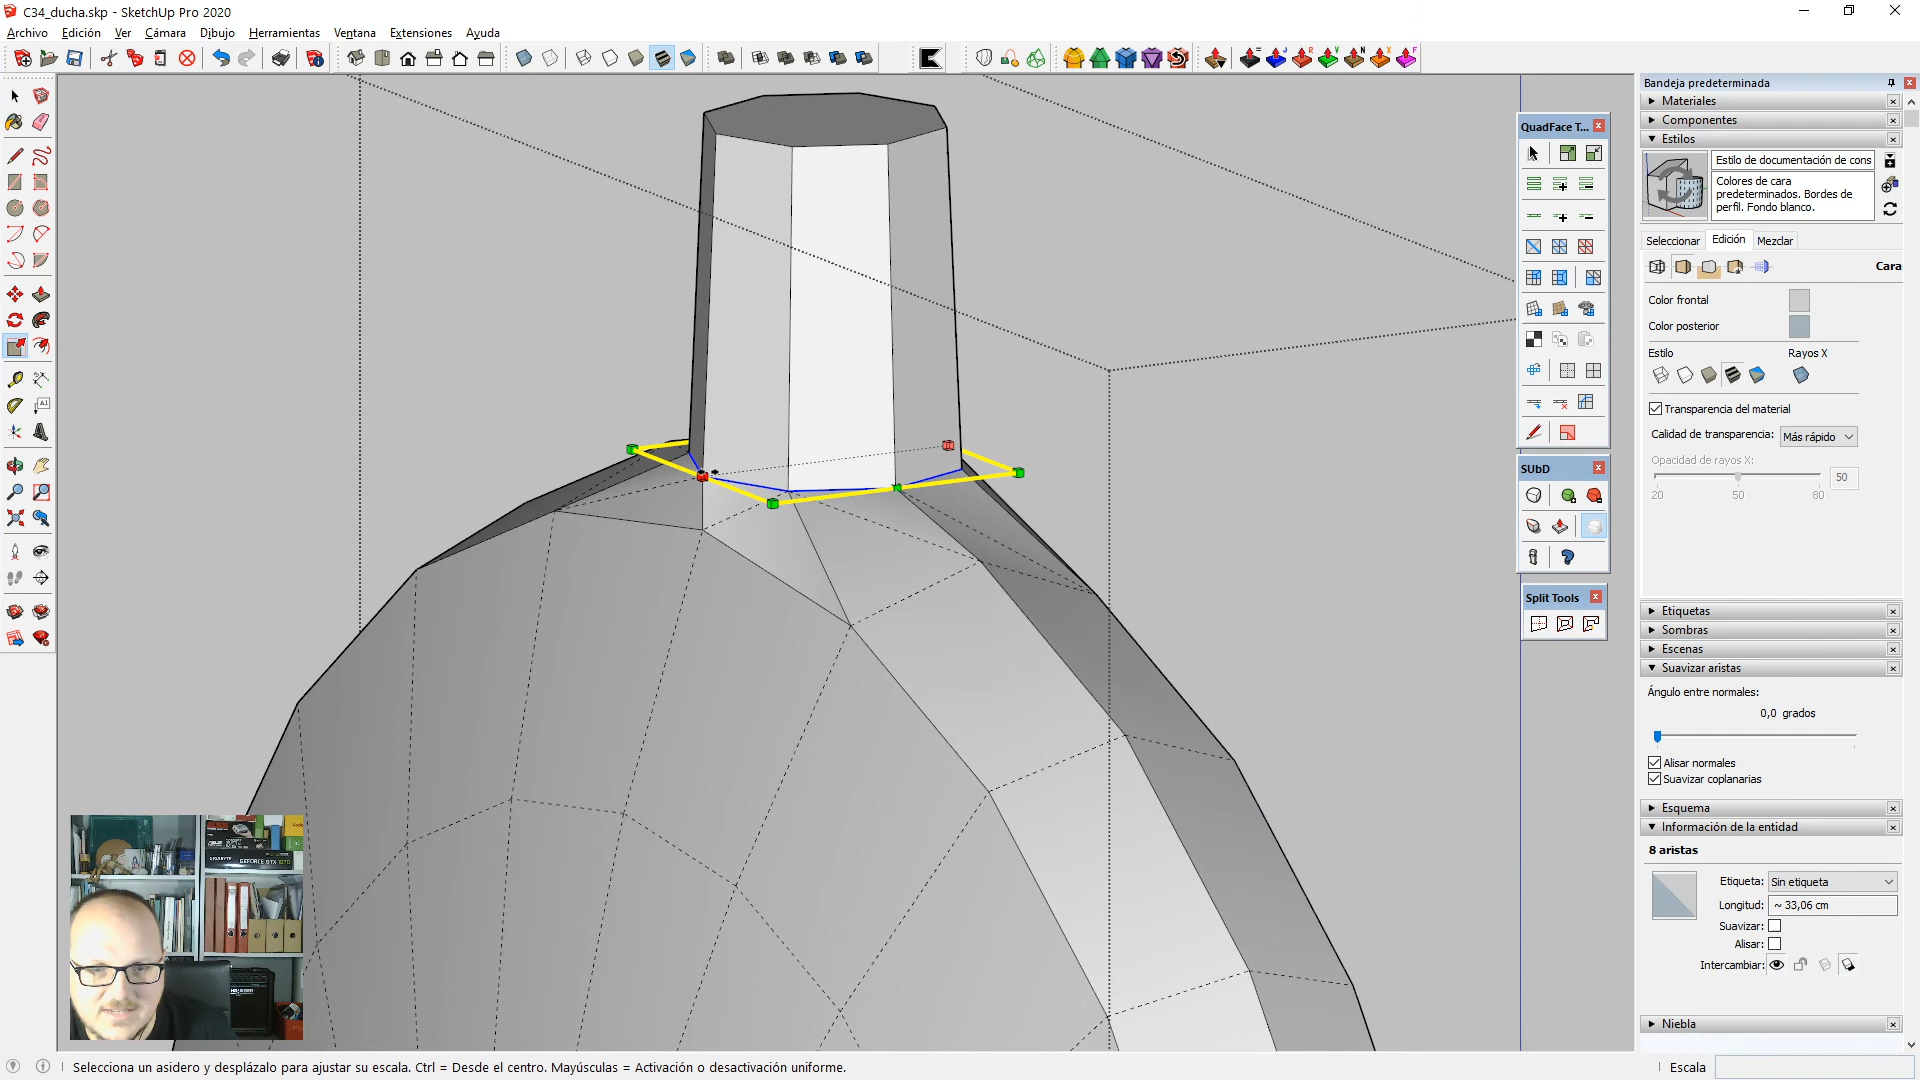 C34_ducha.skp - SketchUp Pro 2020
Archivo Edición Ver Cámara Dibujo Herramientas Ventana Extensiones Ayuda
Bandeja predeterminada
Materiales
Componentes
Estilos
Estilo de documentación de cons
Colores de cara
predeterminados. Bordes de
perfil. Fondo blanco.
Seleccionar Edición Mezclar
Cara
Color frontal
Color posterior
Estilo Rayos X
Transparencia del material
Calidad de transparencia: Más rápido
Opacidad de rayos X:
50
20 50 80
Etiquetas
Sombras
Escenas
Suavizar aristas
Ángulo entre normales:
0,0 grados
Alisar normales
Suavizar coplanarias
Esquema
Información de la entidad
8 aristas
Etiqueta: Sin etiqueta
Longitud: ~ 33,06 cm
Suavizar:
Alisar:
Intercambiar:
Niebla
QuadFace T...
SUbD
Split Tools
GIGABYTE
GEFORCE GTX 1070
Selecciona un asidero y desplázalo para ajustar su escala. Ctrl = Desde el centro. Mayúsculas = Activación o desactivación uniforme.
Escala